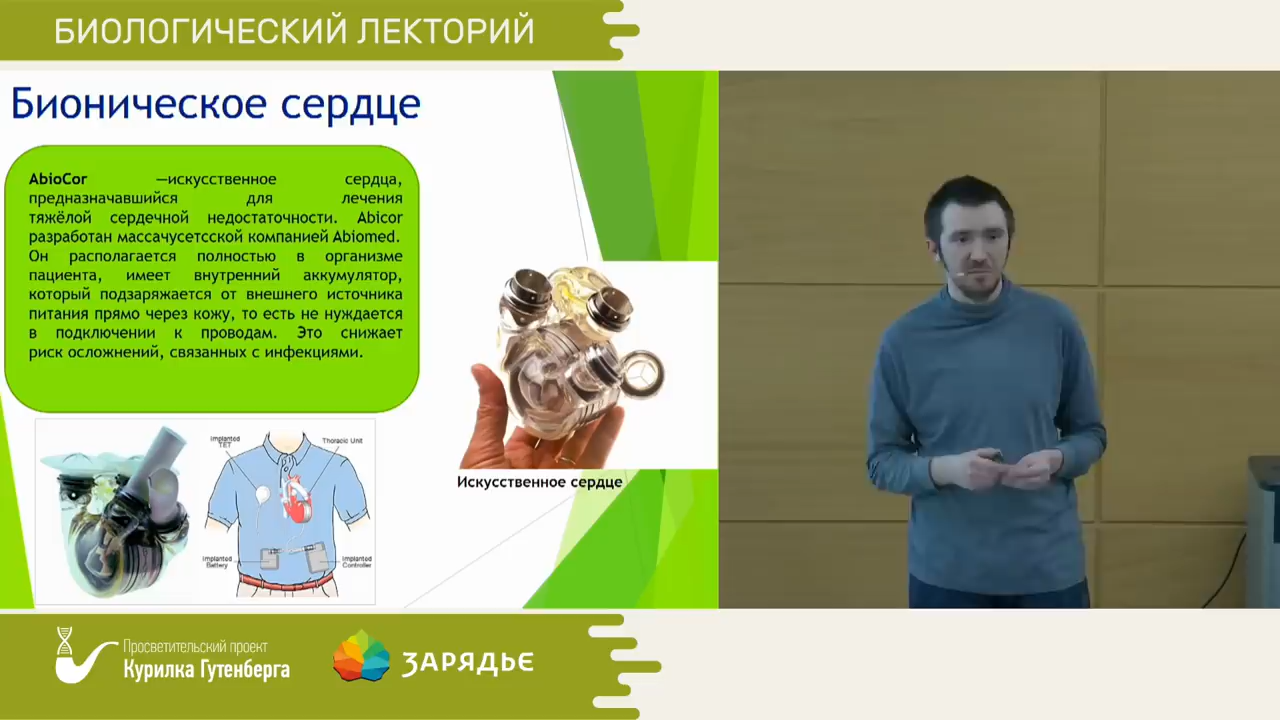 БИОЛОГИЧЕСКИЙ ЛЕКТОРИЙ
Бионическое сердце
AbioCor —искусственное сердца,
предназначавшийся для лечения
тяжёлой сердечной недостаточности. Abicor
разработан массачусетсской компанией Abiomed.
Он располагается полностью в организме
пациента, имеет внутренний аккумулятор,
который подзаряжается от внешнего источника
питания прямо через кожу, то есть не нуждается
в подключении к проводам. Это снижает
риск осложнений, связанных с инфекциями.
Implanted
TET
Thoracic Unit
Implanted
Battery
Implanted
Controller
Искусственное сердце
Просветительский проект
Курилка Гутенберга
ЗАРЯДЬЕ